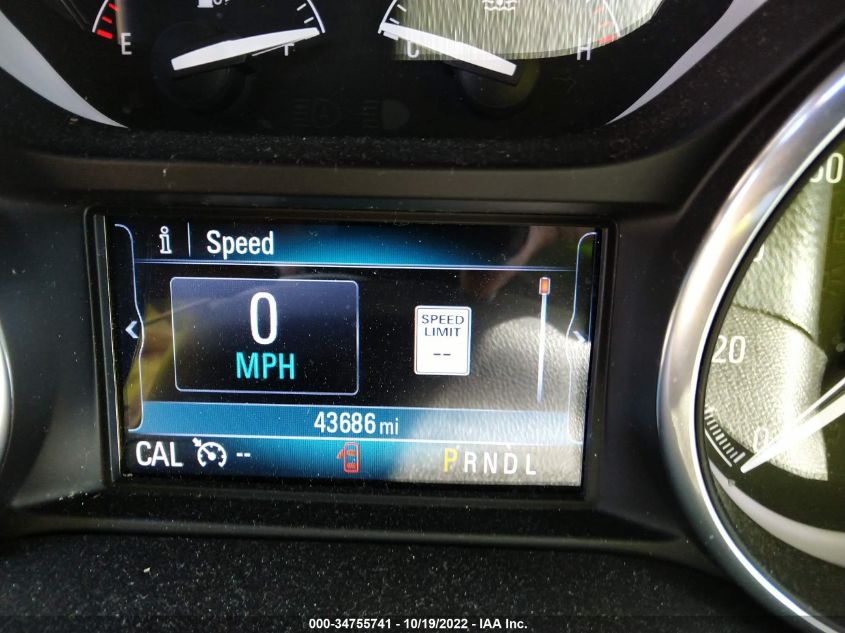 E F C H
Speed
0
MPH
SPEED
LIMIT
--
43686 mi
CAL -- PRNDL
20
0
000-34755741 - 10/19/2022 - IAA Inc.